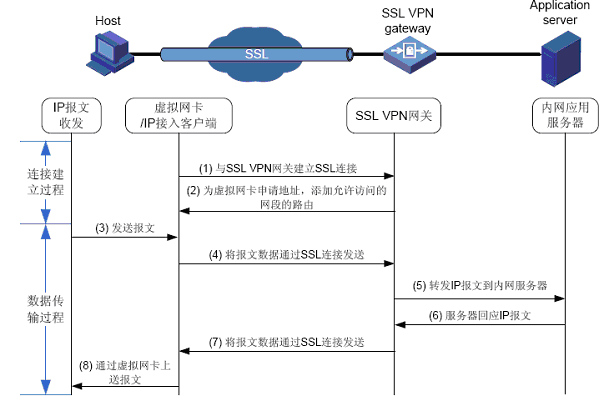 Host
SSL VPN
gateway
Application
server
SSL
IP报文
收发
虚拟网卡
/IP接入客户端
SSL VPN网关
内网应用
服务器
连接建
立过程
(1) 与SSL VPN网关建立SSL连接
(2) 为虚拟网卡申请地址，添加允许访问的
网段的路由
(3) 发送报文
(4) 将报文数据通过SSL连接发送
(5) 转发IP报文到内网服务器
数据传
输过程
(6) 服务器回应IP报文
(7) 将报文数据通过SSL连接发送
(8) 通过虚拟网卡上
送报文